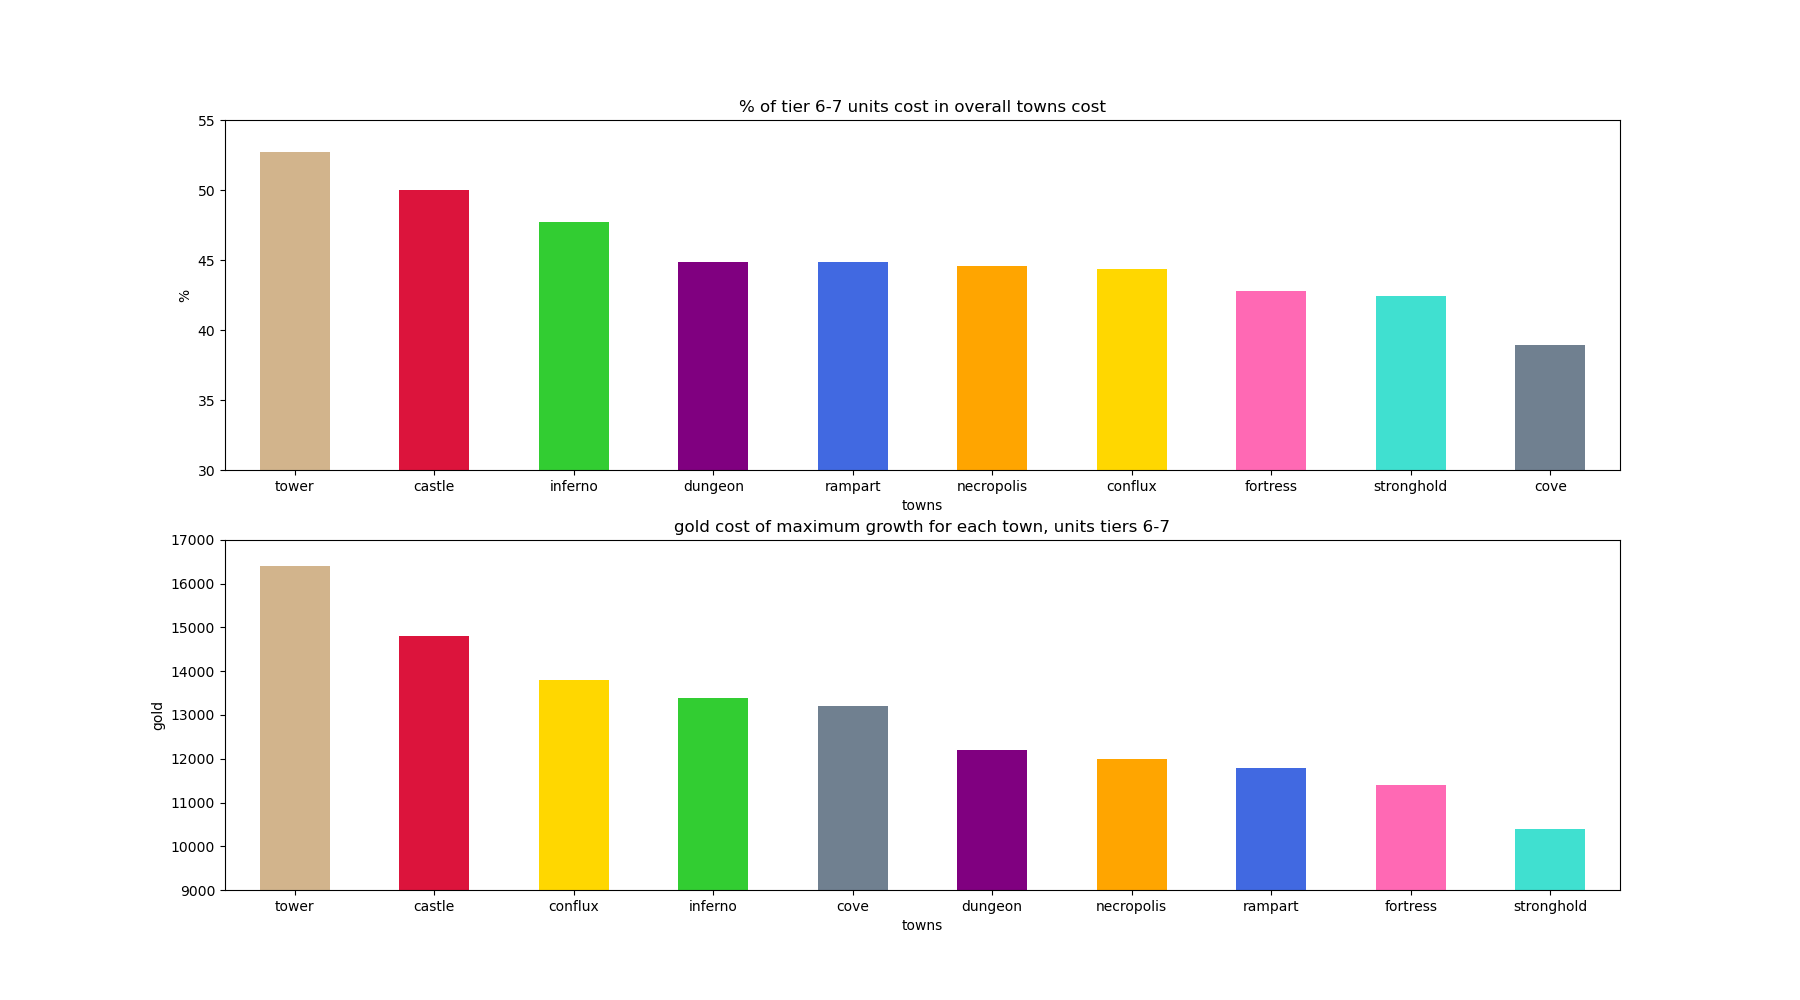 % of tier 6-7 units cost in overall towns cost
55
50
45
40
35
30
%
tower castle inferno dungeon rampart necropolis conflux fortress stronghold cove
towns
gold cost of maximum growth for each town, units tiers 6-7
17000
16000
15000
14000
13000
12000
11000
10000
9000
gold
tower castle conflux inferno cove dungeon necropolis rampart fortress stronghold
towns